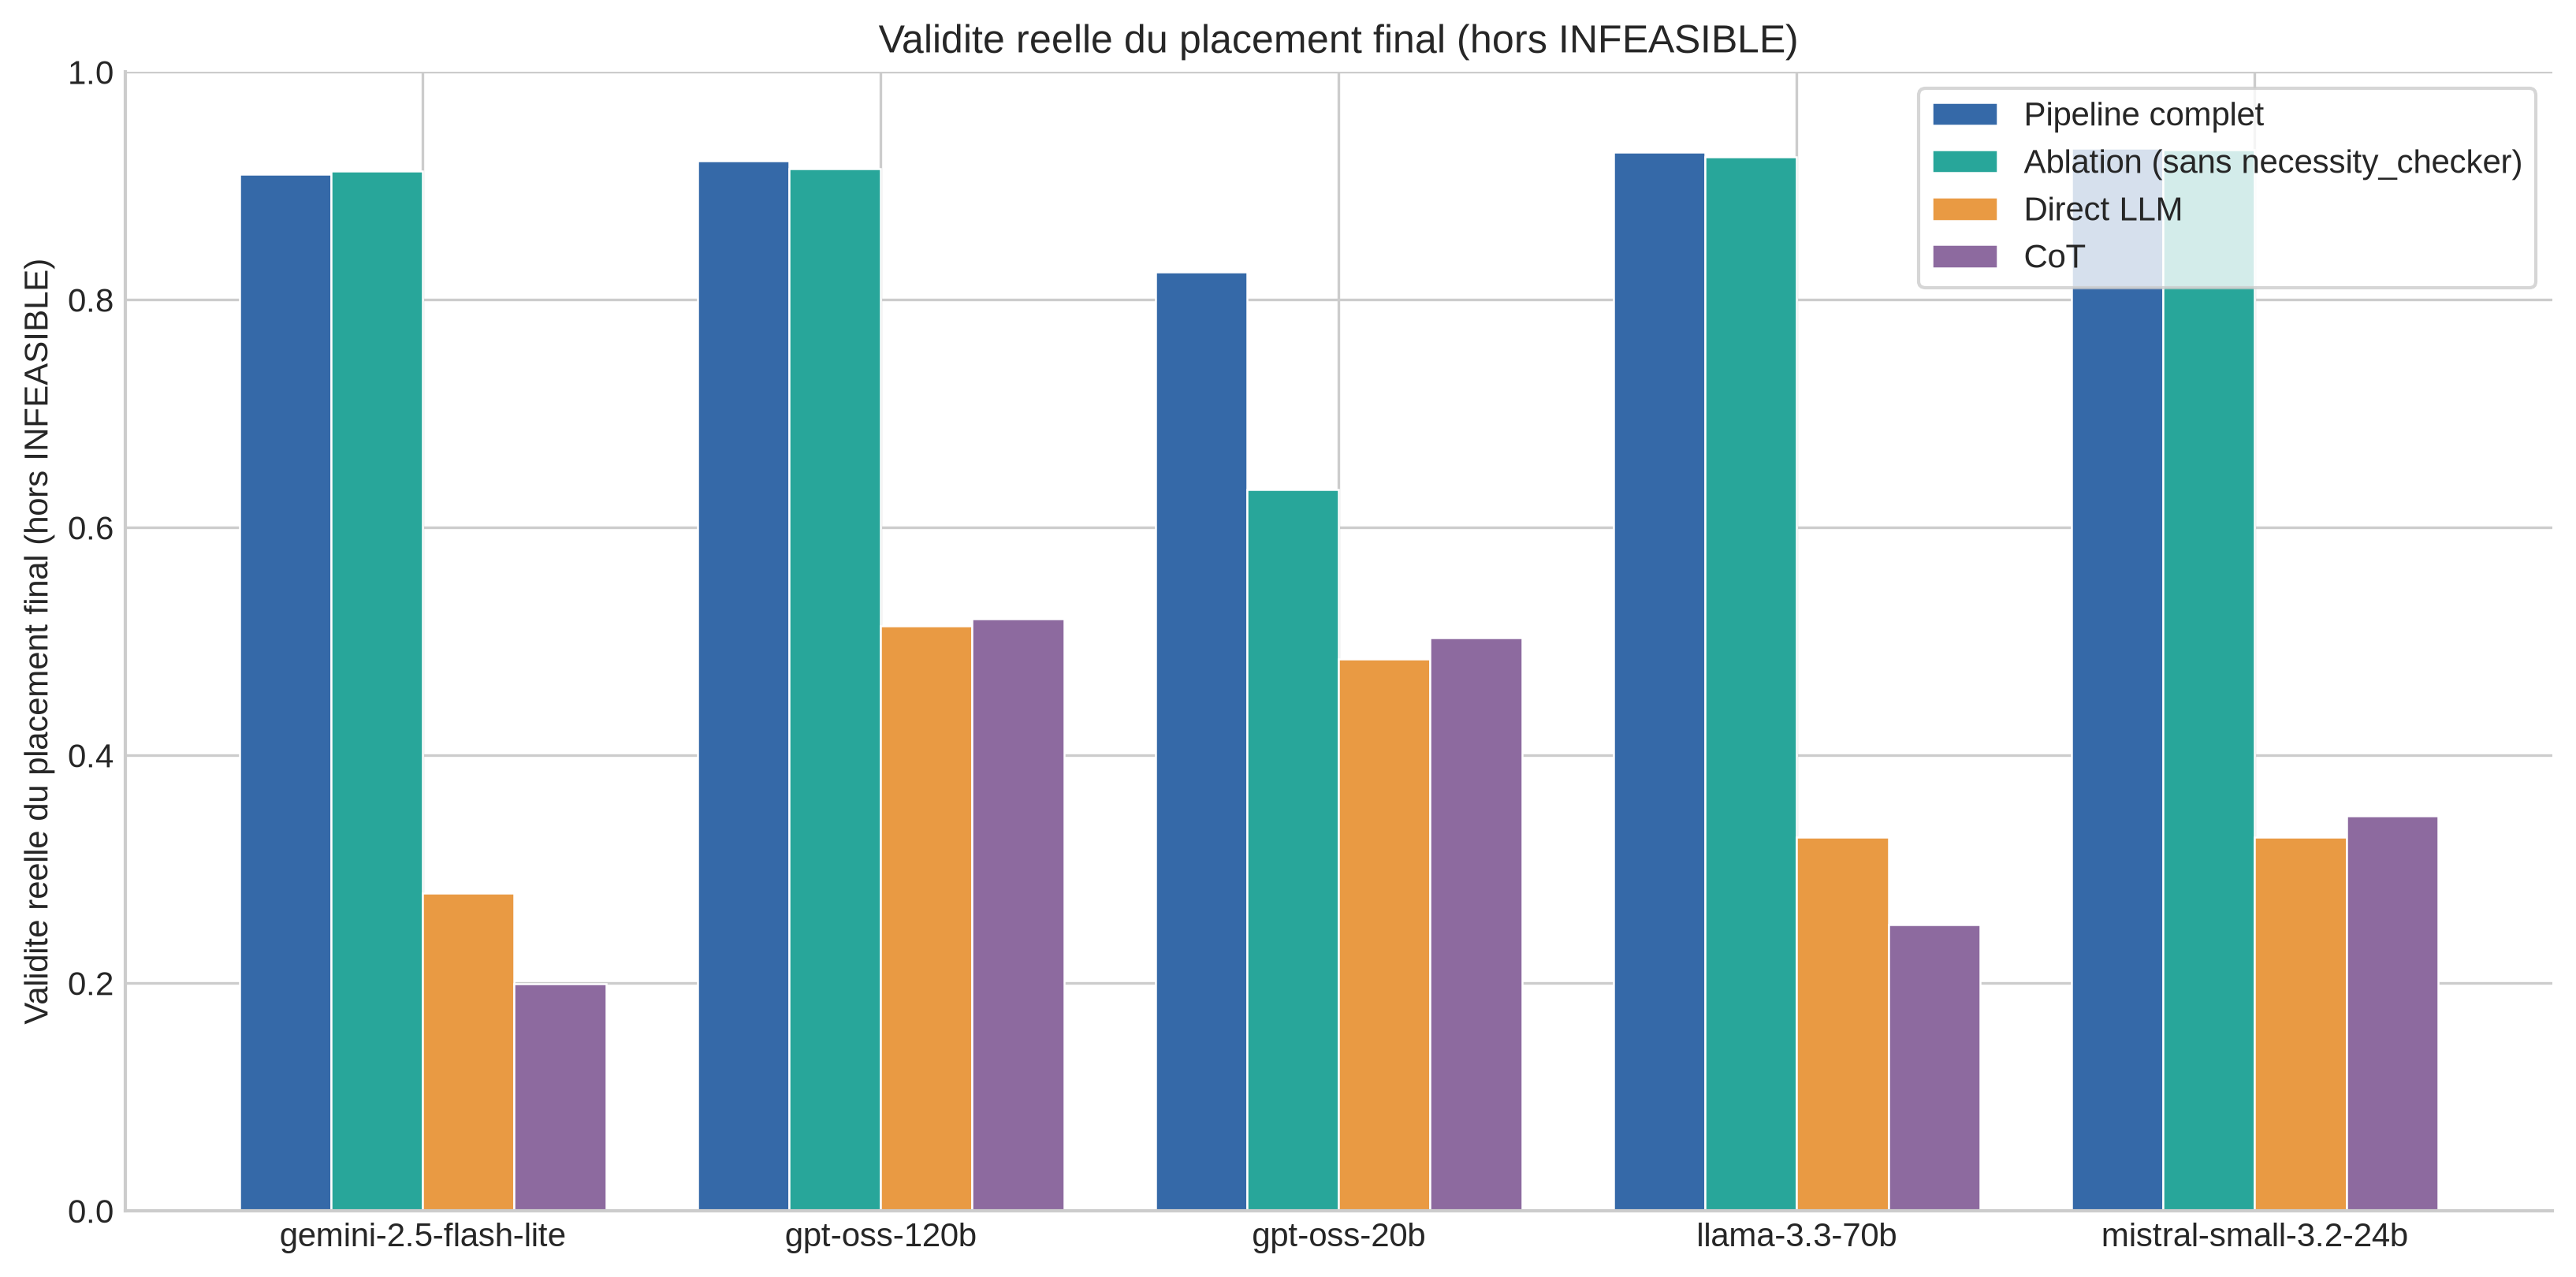 Validite reelle du placement final (hors INFEASIBLE)
Validite reelle du placement final (hors INFEASIBLE)
1.0
0.8
0.6
0.4
0.2
0.0
Pipeline complet
Ablation (sans necessity_checker)
Direct LLM
CoT
gemini-2.5-flash-lite
gpt-oss-120b
gpt-oss-20b
llama-3.3-70b
mistral-small-3.2-24b